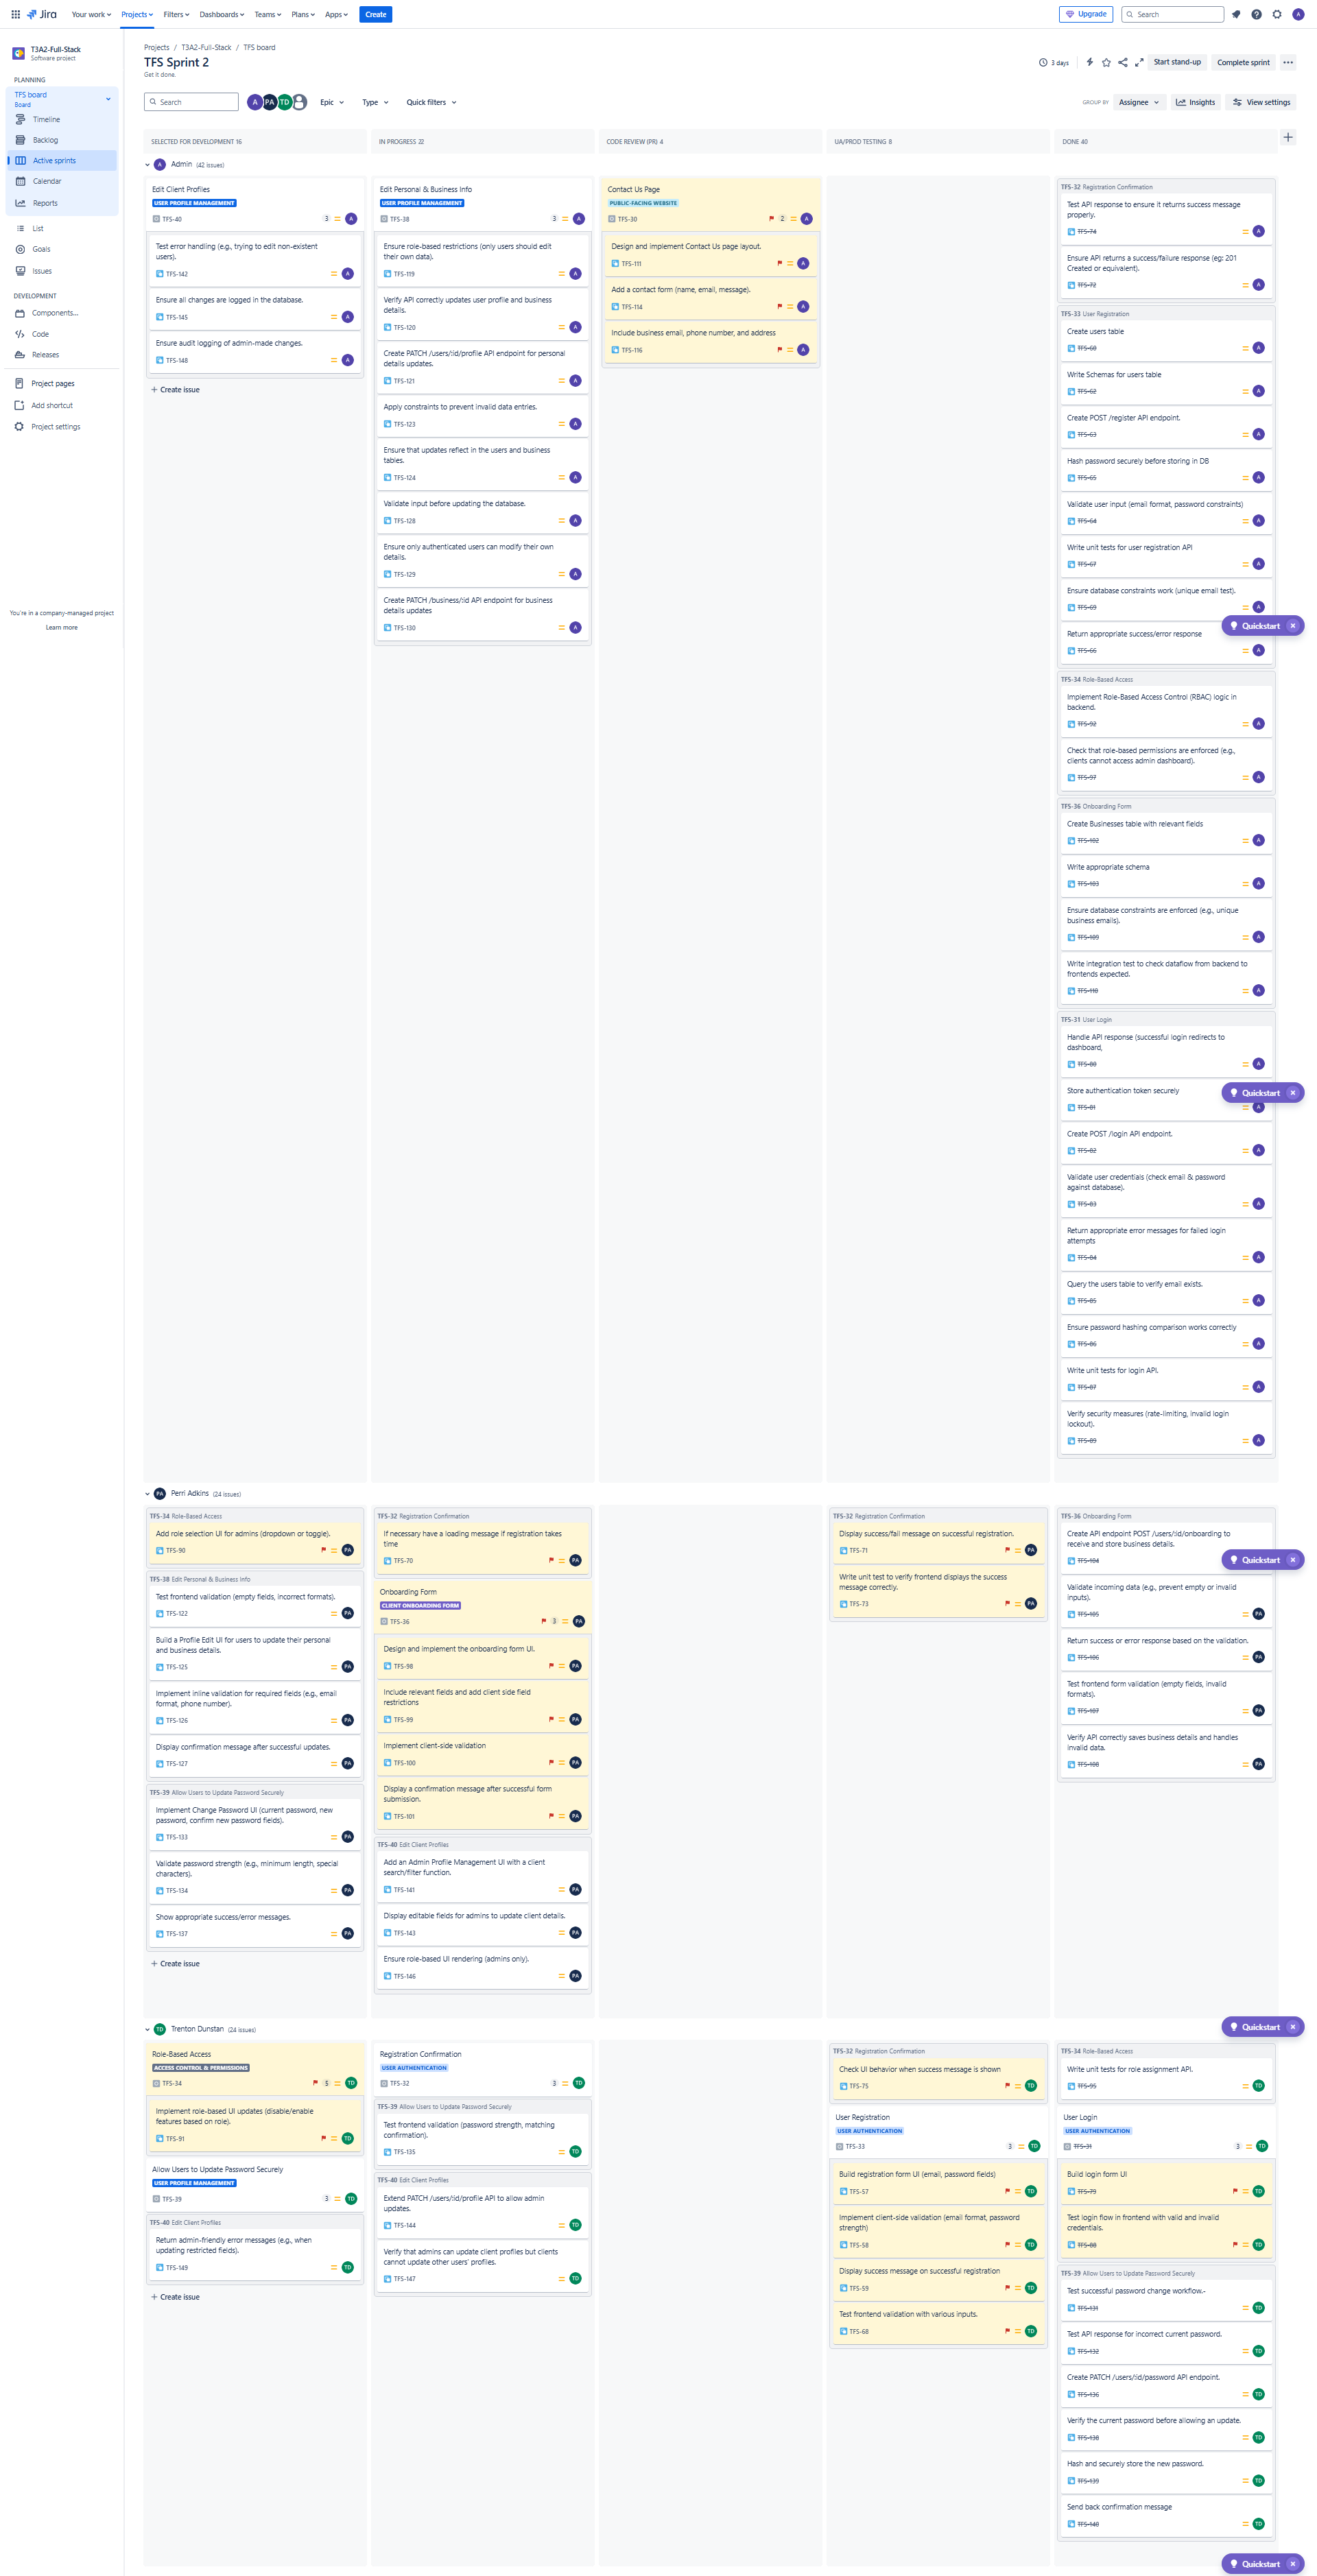 Jira
Your work
Projects
Filters
Dashboards
Teams
Plans
Apps
Create
Upgrade
Search
A
T3A2-Full-Stack
Software project
PLANNING
TFS board
Board
Timeline
Backlog
Active sprints
Calendar
Reports
List
Goals
Issues
DEVELOPMENT
Components...
Code
Releases
Project pages
Add shortcut
Project settings
You're in a company-managed project
Learn more
Projects / T3A2-Full-Stack / TFS board
TFS Sprint 2
Get it done.
3 days
Start stand-up
Complete sprint
Search
A PA TD
Epic
Type
Quick filters
GROUP BY
Assignee
Insights
View settings
SELECTED FOR DEVELOPMENT 16
IN PROGRESS 22
CODE REVIEW (PR) 4
UA/PROD TESTING 8
DONE 40
A Admin (42 issues)
Edit Client Profiles
USER PROFILE MANAGEMENT
TFS-40 3 A
Test error handling (e.g., trying to edit non-existent
users).
TFS-142 A
Ensure all changes are logged in the database.
TFS-145 A
Ensure audit logging of admin-made changes.
TFS-148 A
+ Create issue
Edit Personal & Business Info
USER PROFILE MANAGEMENT
TFS-38 3 A
Ensure role-based restrictions (only users should edit
their own data).
TFS-119 A
Verify API correctly updates user profile and business
details.
TFS-120 A
Create PATCH /users/:id/profile API endpoint for personal
details updates.
TFS-121 A
Apply constraints to prevent invalid data entries.
TFS-123 A
Ensure that updates reflect in the users and business
tables.
TFS-124 A
Validate input before updating the database.
TFS-128 A
Ensure only authenticated users can modify their own
details.
TFS-129 A
Create PATCH /business/:id API endpoint for business
details updates
TFS-130 A
Contact Us Page
PUBLIC-FACING WEBSITE
TFS-30 2 A
Design and implement Contact Us page layout.
TFS-111 A
Add a contact form (name, email, message).
TFS-114 A
Include business email, phone number, and address
TFS-116 A
TFS-32 Registration Confirmation
Test API response to ensure it returns success message
properly.
TFS-74 A
Ensure API returns a success/failure response (eg: 201
Created or equivalent).
TFS-72 A
TFS-33 User Registration
Create users table
TFS-60 A
Write Schemas for users table
TFS-62 A
Create POST /register API endpoint.
TFS-63 A
Hash password securely before storing in DB
TFS-65 A
Validate user input (email format, password constraints)
TFS-64 A
Write unit tests for user registration API
TFS-67 A
Ensure database constraints work (unique email test).
TFS-69 A
Quickstart
Return appropriate success/error response
TFS-66 A
TFS-34 Role-Based Access
Implement Role-Based Access Control (RBAC) logic in
backend.
TFS-92 A
Check that role-based permissions are enforced (e.g.,
clients cannot access admin dashboard).
TFS-97 A
TFS-36 Onboarding Form
Create Businesses table with relevant fields
TFS-102 A
Write appropriate schema
TFS-103 A
Ensure database constraints are enforced (e.g., unique
business emails).
TFS-109 A
Write integration test to check dataflow from backend to
frontends expected.
TFS-110 A
TFS-31 User Login
Handle API response (successful login redirects to
dashboard,
TFS-80 A
Store authentication token securely
Quickstart
TFS-81 A
Create POST /login API endpoint.
TFS-82 A
Validate user credentials (check email & password
against database).
TFS-83 A
Return appropriate error messages for failed login
attempts
TFS-84 A
Query the users table to verify email exists.
TFS-85 A
Ensure password hashing comparison works correctly
TFS-86 A
Write unit tests for login API.
TFS-87 A
Verify security measures (rate-limiting, invalid login
lockout).
TFS-89 A
PA Perri Adkins (24 issues)
TFS-34 Role-Based Access
Add role selection UI for admins (dropdown or toggle).
TFS-90 PA
TFS-38 Edit Personal & Business Info
Test frontend validation (empty fields, incorrect formats).
TFS-122 PA
Build a Profile Edit UI for users to update their personal
and business details.
TFS-125 PA
Implement inline validation for required fields (e.g., email
format, phone number).
TFS-126 PA
Display confirmation message after successful updates.
TFS-127 PA
TFS-39 Allow Users to Update Password Securely
Implement Change Password UI (current password, new
password, confirm new password fields).
TFS-133 PA
Validate password strength (e.g., minimum length, special
characters).
TFS-134 PA
Show appropriate success/error messages.
TFS-137 PA
+ Create issue
TFS-32 Registration Confirmation
If necessary have a loading message if registration takes
time
TFS-70 PA
Onboarding Form
CLIENT ONBOARDING FORM
TFS-36 3 PA
Design and implement the onboarding form UI.
TFS-98 PA
Include relevant fields and add client side field
restrictions
TFS-99 PA
Implement client-side validation
TFS-100 PA
Display a confirmation message after successful form
submission.
TFS-101 PA
TFS-40 Edit Client Profiles
Add an Admin Profile Management UI with a client
search/filter function.
TFS-141 PA
Display editable fields for admins to update client details.
TFS-143 PA
Ensure role-based UI rendering (admins only).
TFS-146 PA
TFS-32 Registration Confirmation
Display success/fail message on successful registration.
TFS-71 PA
Write unit test to verify frontend displays the success
message correctly.
TFS-73 PA
TFS-36 Onboarding Form
Create API endpoint POST /users/:id/onboarding to
receive and store business details.
Quickstart
TFS-104
Validate incoming data (e.g., prevent empty or invalid
inputs).
TFS-105 PA
Return success or error response based on the validation.
TFS-106 PA
Test frontend form validation (empty fields, invalid
formats).
TFS-107 PA
Verify API correctly saves business details and handles
invalid data.
TFS-108 PA
TD Trenton Dunstan (24 issues)
Quickstart
Role-Based Access
ACCESS CONTROL & PERMISSIONS
TFS-34 5 TD
Implement role-based UI updates (disable/enable
features based on role).
TFS-91 TD
Allow Users to Update Password Securely
USER PROFILE MANAGEMENT
TFS-39 3 TD
TFS-40 Edit Client Profiles
Return admin-friendly error messages (e.g., when
updating restricted fields).
TFS-149 TD
+ Create issue
Registration Confirmation
USER AUTHENTICATION
TFS-32 3 TD
TFS-39 Allow Users to Update Password Securely
Test frontend validation (password strength, matching
confirmation).
TFS-135 TD
TFS-40 Edit Client Profiles
Extend PATCH /users/:id/profile API to allow admin
updates.
TFS-144 TD
Verify that admins can update client profiles but clients
cannot update other users' profiles.
TFS-147 TD
TFS-32 Registration Confirmation
Check UI behavior when success message is shown
TFS-75 TD
User Registration
USER AUTHENTICATION
TFS-33 3 TD
Build registration form UI (email, password fields)
TFS-57 TD
Implement client-side validation (email format, password
strength)
TFS-58 TD
Display success message on successful registration
TFS-59 TD
Test frontend validation with various inputs.
TFS-68 TD
TFS-34 Role-Based Access
Write unit tests for role assignment API.
TFS-95 TD
User Login
USER AUTHENTICATION
TFS-31 3 TD
Build login form UI
TFS-79 TD
Test login flow in frontend with valid and invalid
credentials.
TFS-88 TD
TFS-39 Allow Users to Update Password Securely
Test successful password change workflow.-
TFS-131 TD
Test API response for incorrect current password.
TFS-132 TD
Create PATCH /users/:id/password API endpoint.
TFS-136 TD
Verify the current password before allowing an update.
TFS-138 TD
Hash and securely store the new password.
TFS-139 TD
Send back confirmation message
TFS-140 TD
Quickstart